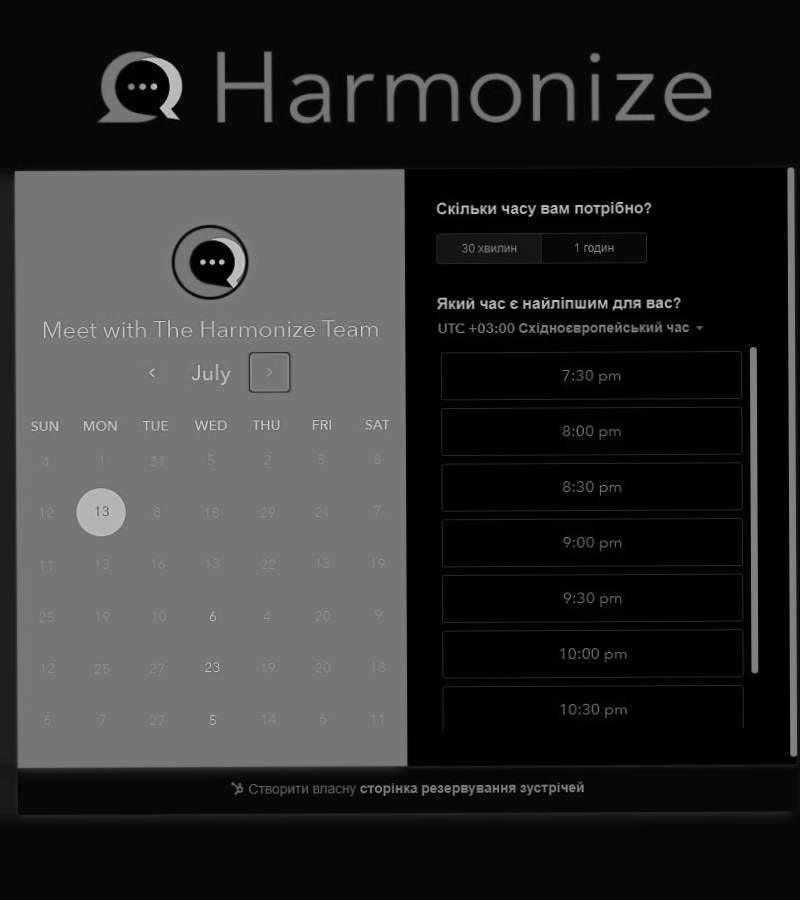 Harmonize
Meet with The Harmonize Team
July
SUN MON TUE WED THU FRI SAT
4 1 31 5 2 5 8
12 13 8 18 29 21 7
11 13 16 13 22 13 19
25 19 10 6 4 20 9
12 25 27 23 19 20 18
6 7 27 5 14 6 11
Скільки часу вам потрібно?
30 хвилин 1 годин
Який час є найліпшим для вас?
UTC +03:00 Східноєвропейський час
7:30 pm
8:00 pm
8:30 pm
9:00 pm
9:30 pm
10:00 pm
10:30 pm
Створити власну сторінка резервування зустрічей